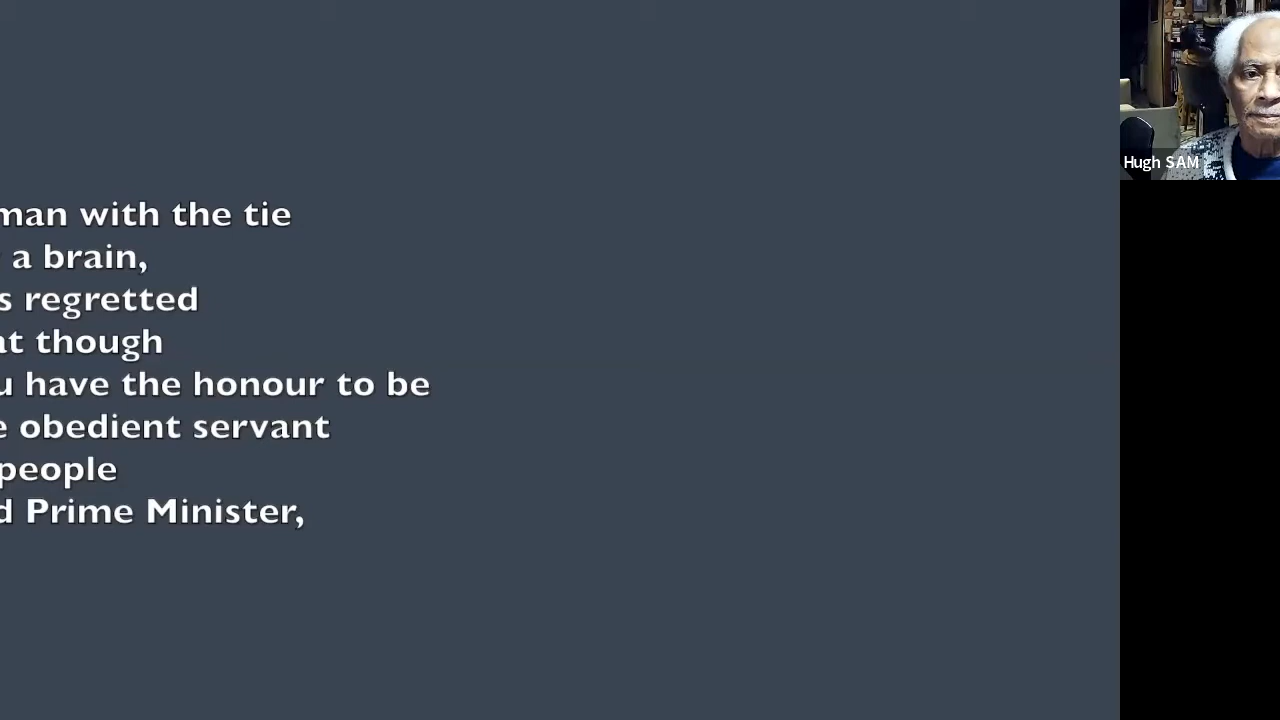 man with the tie
a brain,
s regretted
at though
u have the honour to be
e obedient servant
people
d Prime Minister,
Hugh SAM